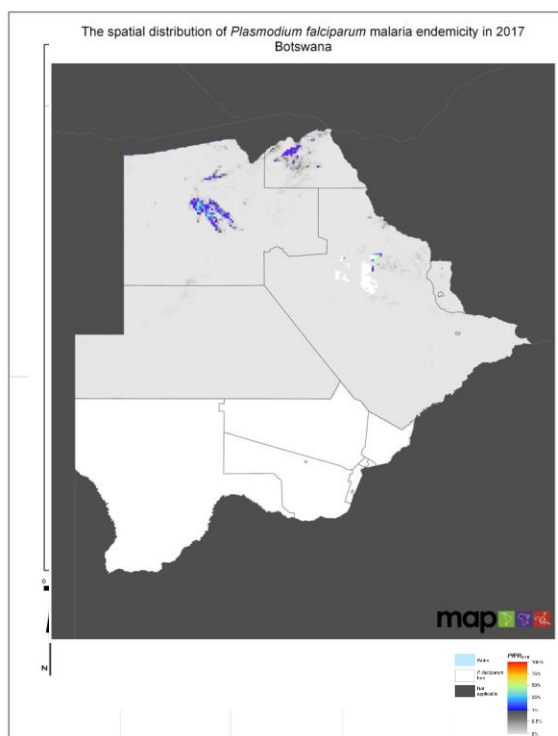 The spatial distribution of Plasmodium falciparum malaria endemicity in 2017
Botswana
map
0
N
Water
P. falciparum
free
Not
applicable
100%
75%
50%
25%
1%
0.5%
0%